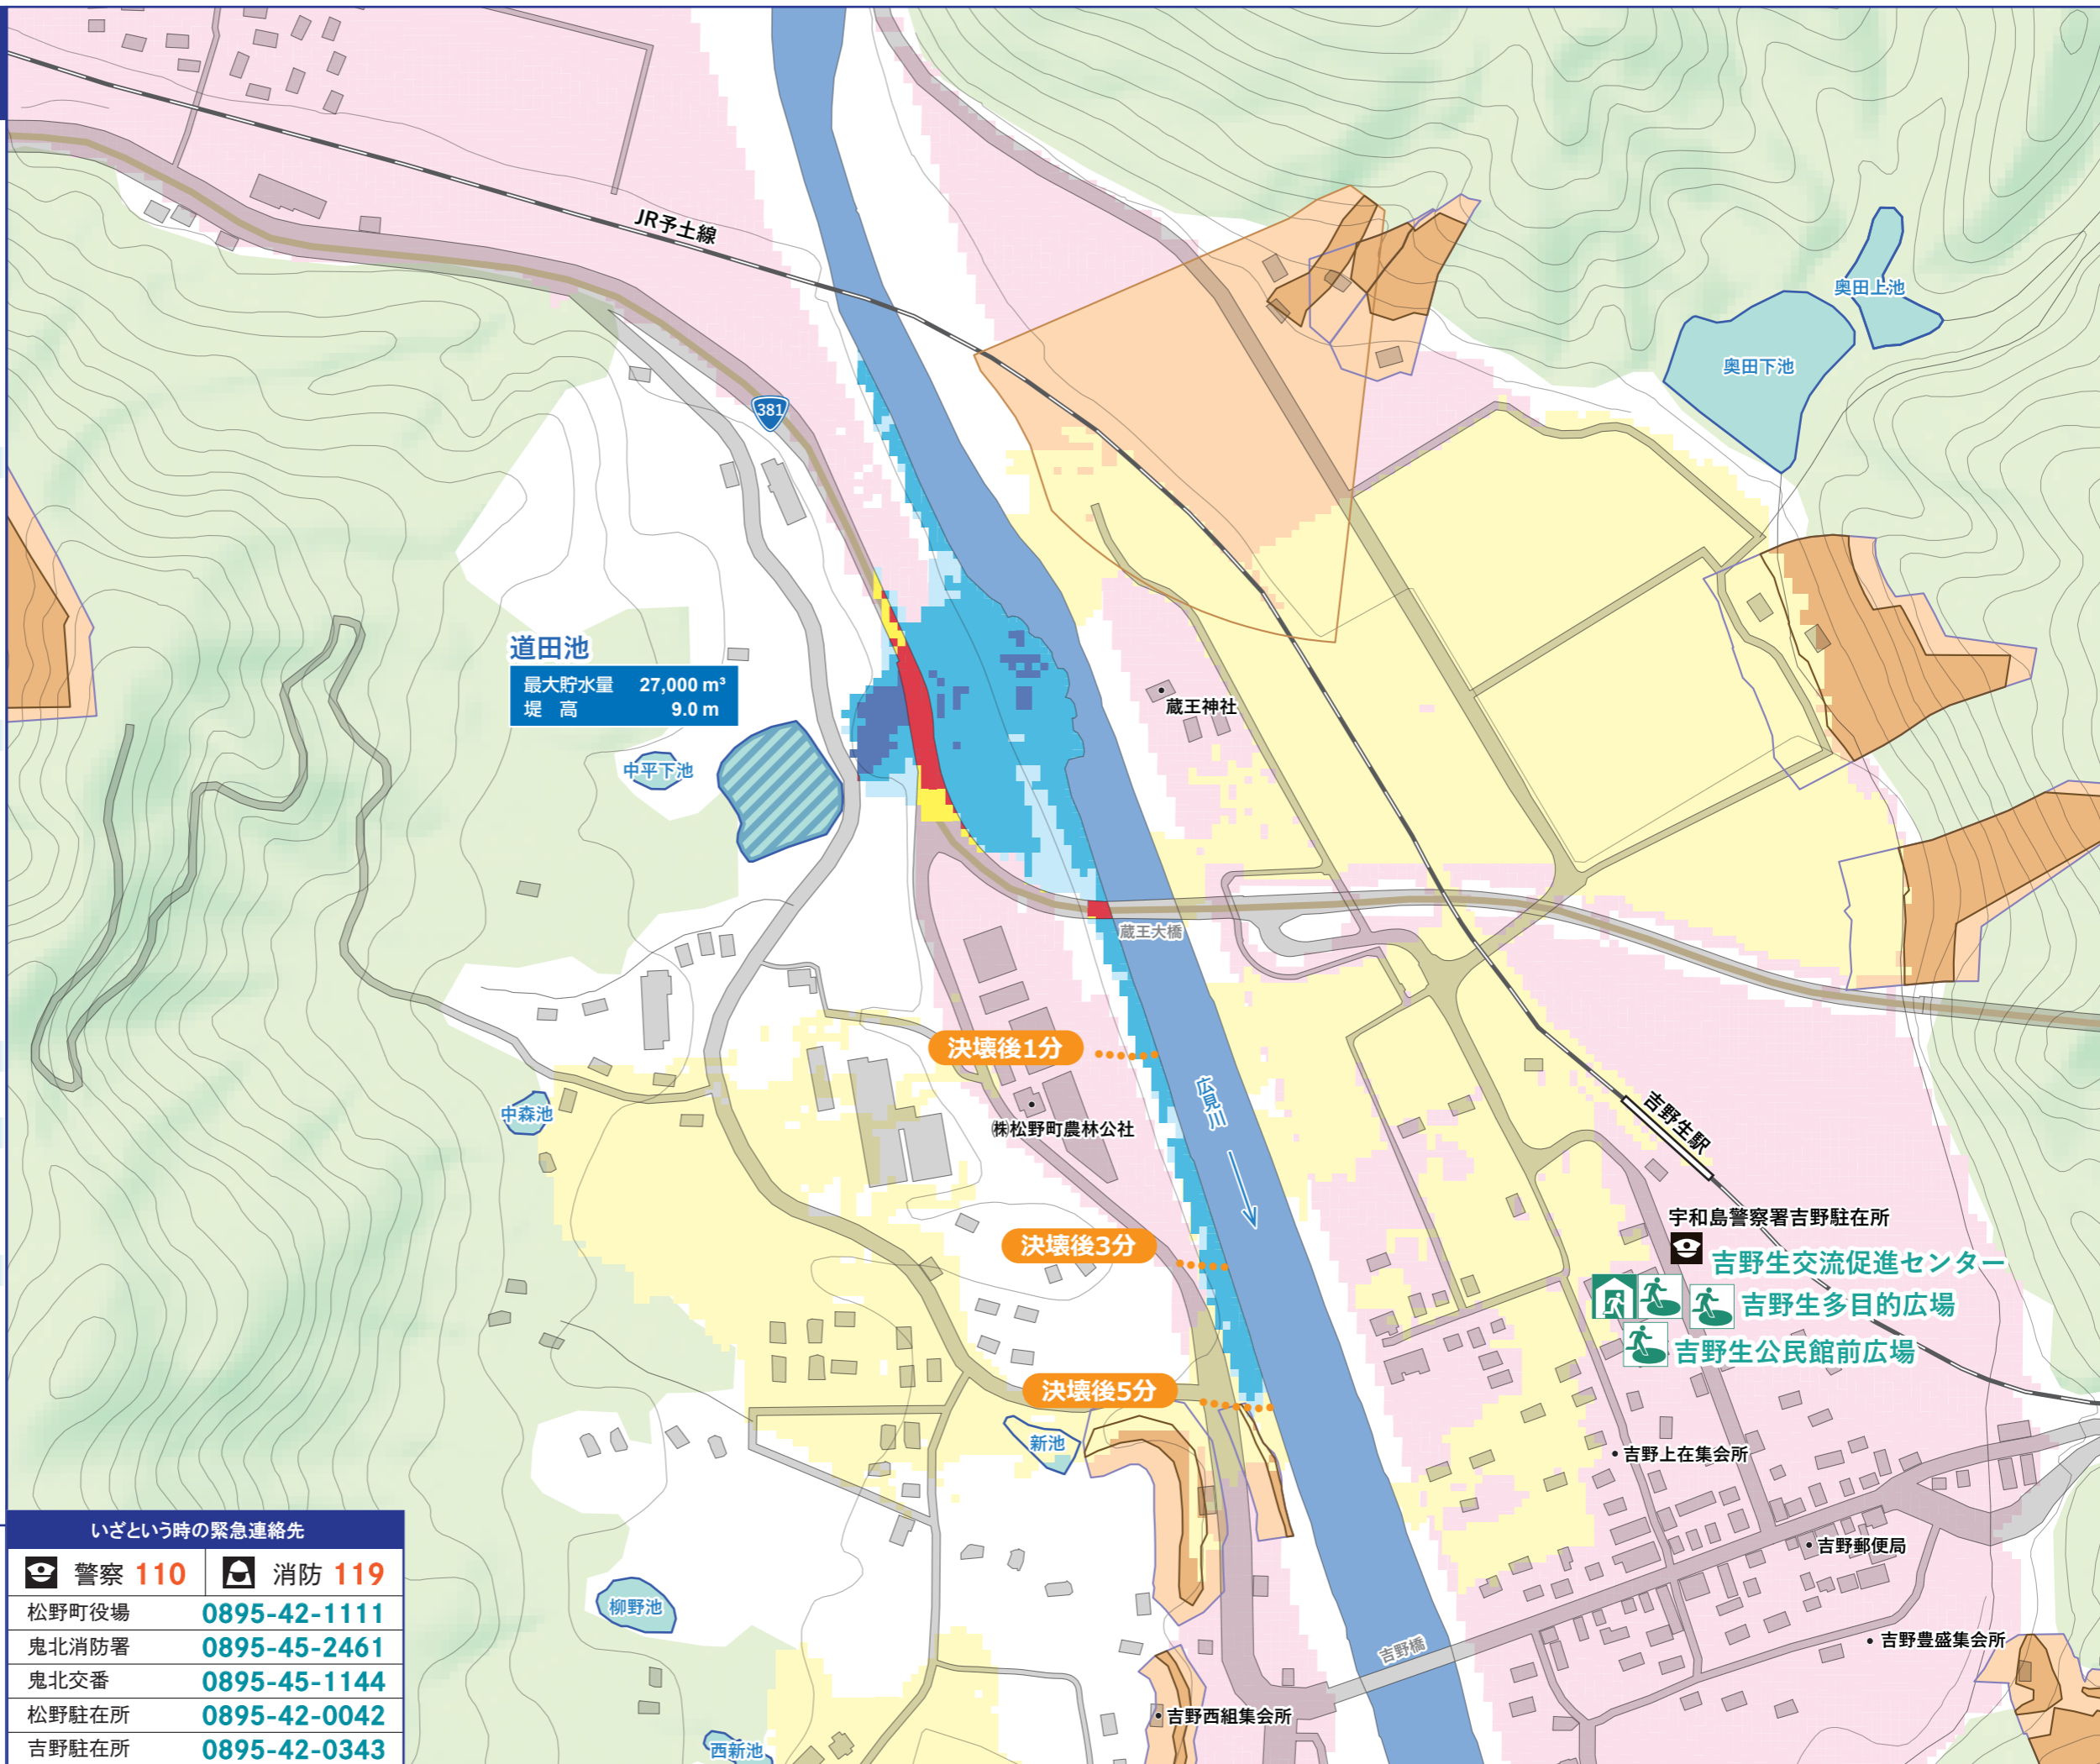 JR予土線
奥田上池
奥田下池
381
道田池
最大貯水量 27,000 m³
堤 高 9.0 m
中平下池
蔵王神社
蔵王大橋
決壊後1分
広見川
中森池
㈱松野町農林公社
吉野生駅
宇和島警察署吉野駐在所
決壊後3分
吉野生交流促進センター
吉野生多目的広場
吉野生公民館前広場
決壊後5分
新池
吉野上在集会所
吉野郵便局
柳野池
吉野橋
吉野豊盛集会所
吉野西組集会所
西新池
いざという時の緊急連絡先
警察 110 消防 119
松野町役場 0895-42-1111
鬼北消防署 0895-45-2461
鬼北交番 0895-45-1144
松野駐在所 0895-42-0042
吉野駐在所 0895-42-0343